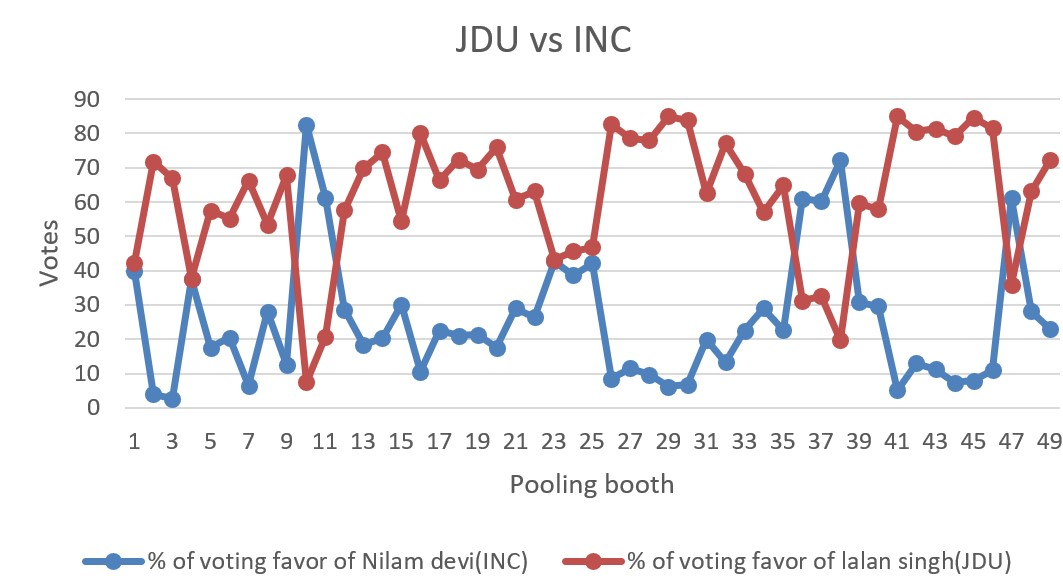 JDU vs INC
90
80
70
60
50
40
30
20
10
0
Votes
1 3 5 7 9 11 13 15 17 19 21 23 25 27 29 31 33 35 37 39 41 43 45 47 49
Pooling booth
% of voting favor of Nilam devi(INC) % of voting favor of lalan singh(JDU)